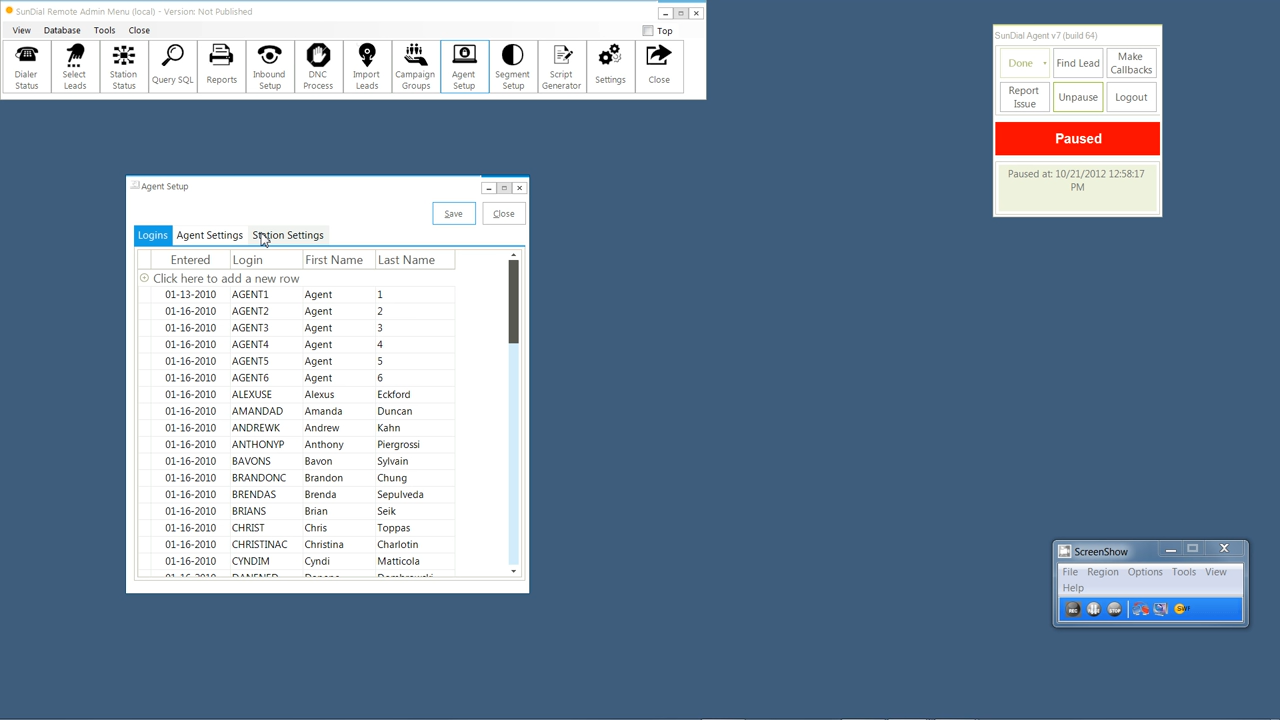 SunDial Remote Admin Menu (local) - Version: Not Published
View Database Tools Close Top
Dialer Status
Select Leads
Station Status
Query SQL
Reports
Inbound Setup
DNC Process
Import Leads
Campaign Groups
Agent Setup
Segment Setup
Script Generator
Settings
Close
SunDial Agent v7 (build 64)
Done Find Lead Make Callbacks
Report Issue Unpause Logout
Paused
Paused at: 10/21/2012 12:58:17
PM
Agent Setup
Save Close
Logins Agent Settings Station Settings
Entered Login First Name Last Name
Click here to add a new row
01-13-2010 AGENT1 Agent 1
01-16-2010 AGENT2 Agent 2
01-16-2010 AGENT3 Agent 3
01-16-2010 AGENT4 Agent 4
01-16-2010 AGENT5 Agent 5
01-16-2010 AGENT6 Agent 6
01-16-2010 ALEXUSE Alexus Eckford
01-16-2010 AMANDAD Amanda Duncan
01-16-2010 ANDREWK Andrew Kahn
01-16-2010 ANTHONYP Anthony Piergrossi
01-16-2010 BAVONS Bavon Sylvain
01-16-2010 BRANDONC Brandon Chung
01-16-2010 BRENDAS Brenda Sepulveda
01-16-2010 BRIANS Brian Seik
01-16-2010 CHRIST Chris Toppas
01-16-2010 CHRISTINAC Christina Charlotin
01-16-2010 CYNDIM Cyndi Matticola
ScreenShow
File Region Options Tools View
Help
REC STOP SWF